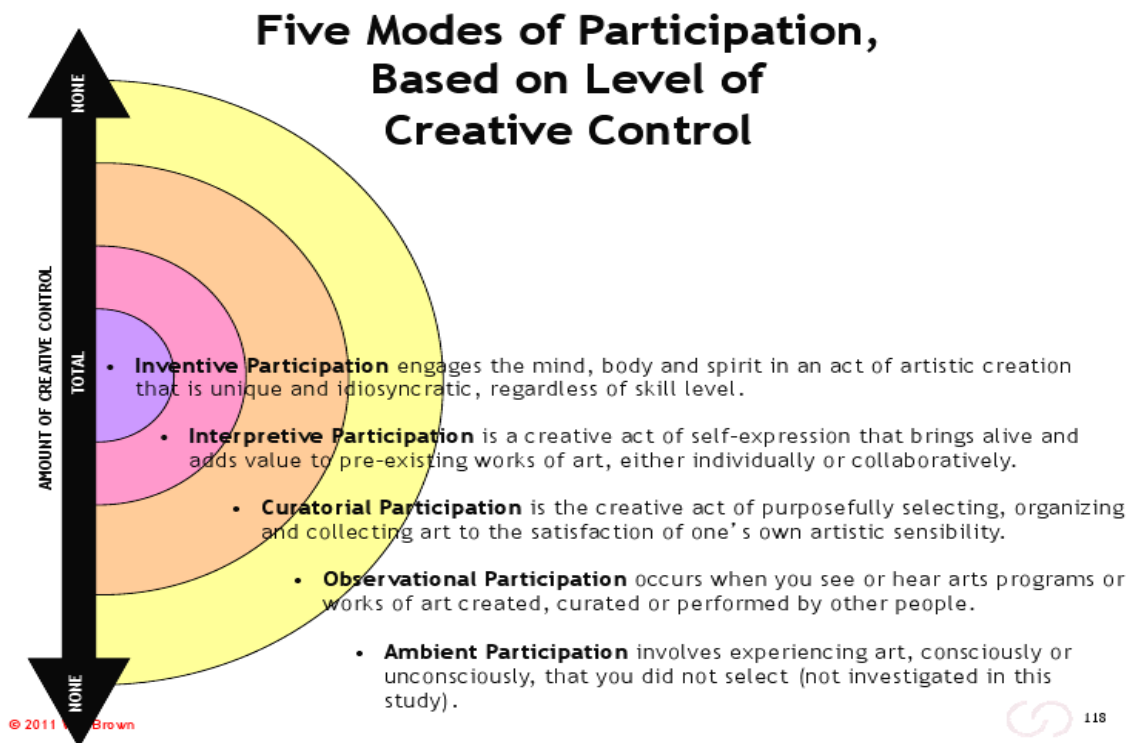 Five Modes of Participation,
Based on Level of
Creative Control
NONE
AMOUNT OF CREATIVE CONTROL
TOTAL
• Inventive Participation engages the mind, body and spirit in an act of artistic creation
that is unique and idiosyncratic, regardless of skill level.
• Interpretive Participation is a creative act of self-expression that brings alive and
adds value to pre-existing works of art, either individually or collaboratively.
• Curatorial Participation is the creative act of purposefully selecting, organizing
and collecting art to the satisfaction of one’s own artistic sensibility.
• Observational Participation occurs when you see or hear arts programs or
works of art created, curated or performed by other people.
• Ambient Participation involves experiencing art, consciously or
unconsciously, that you did not select (not investigated in this
study).
NONE
© 2011 Brown
118